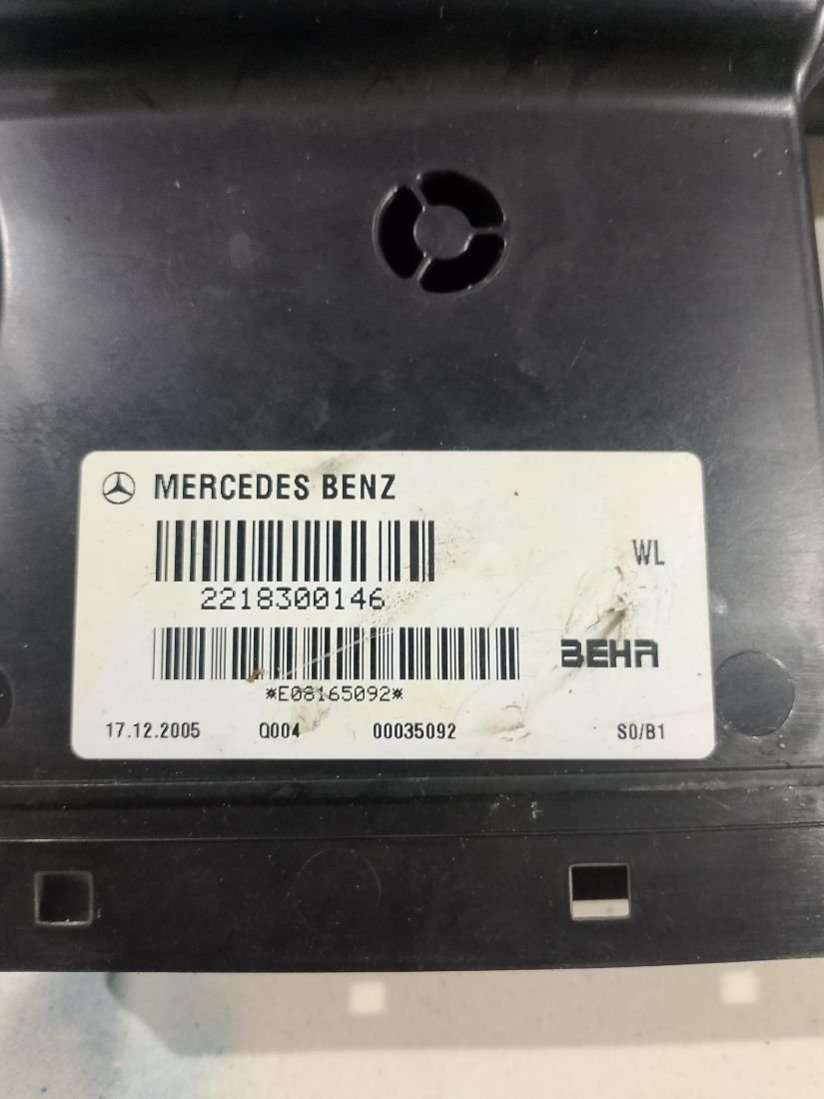 MERCEDES BENZ
WL
2218300146
BEHR
*E08165092*
17.12.2005 Q004 00035092 S0/B1